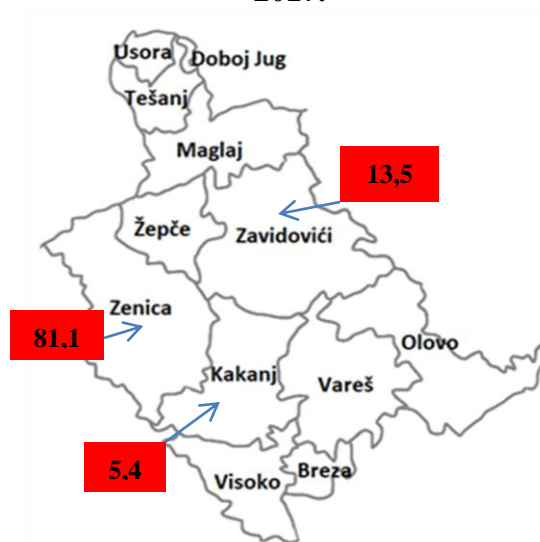 Usora
Doboj Jug
Tešanj
Maglaj
13,5
Žepče
Zavidovići
Zenica
81,1
Olovo
Kakanj
Vareš
5,4
Visoko
Breza